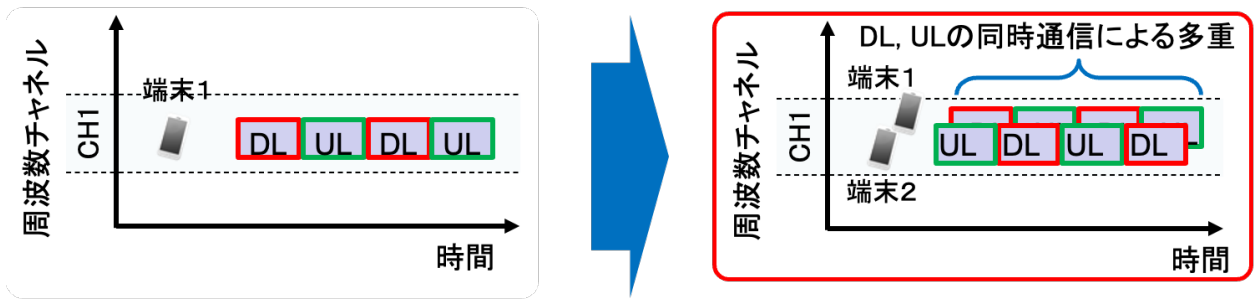 周波数チャネル
CH1
端末1
DL UL DL UL
時間
DL, ULの同時通信による多重
周波数チャネル
CH1
端末1
UL DL UL DL
端末2
時間